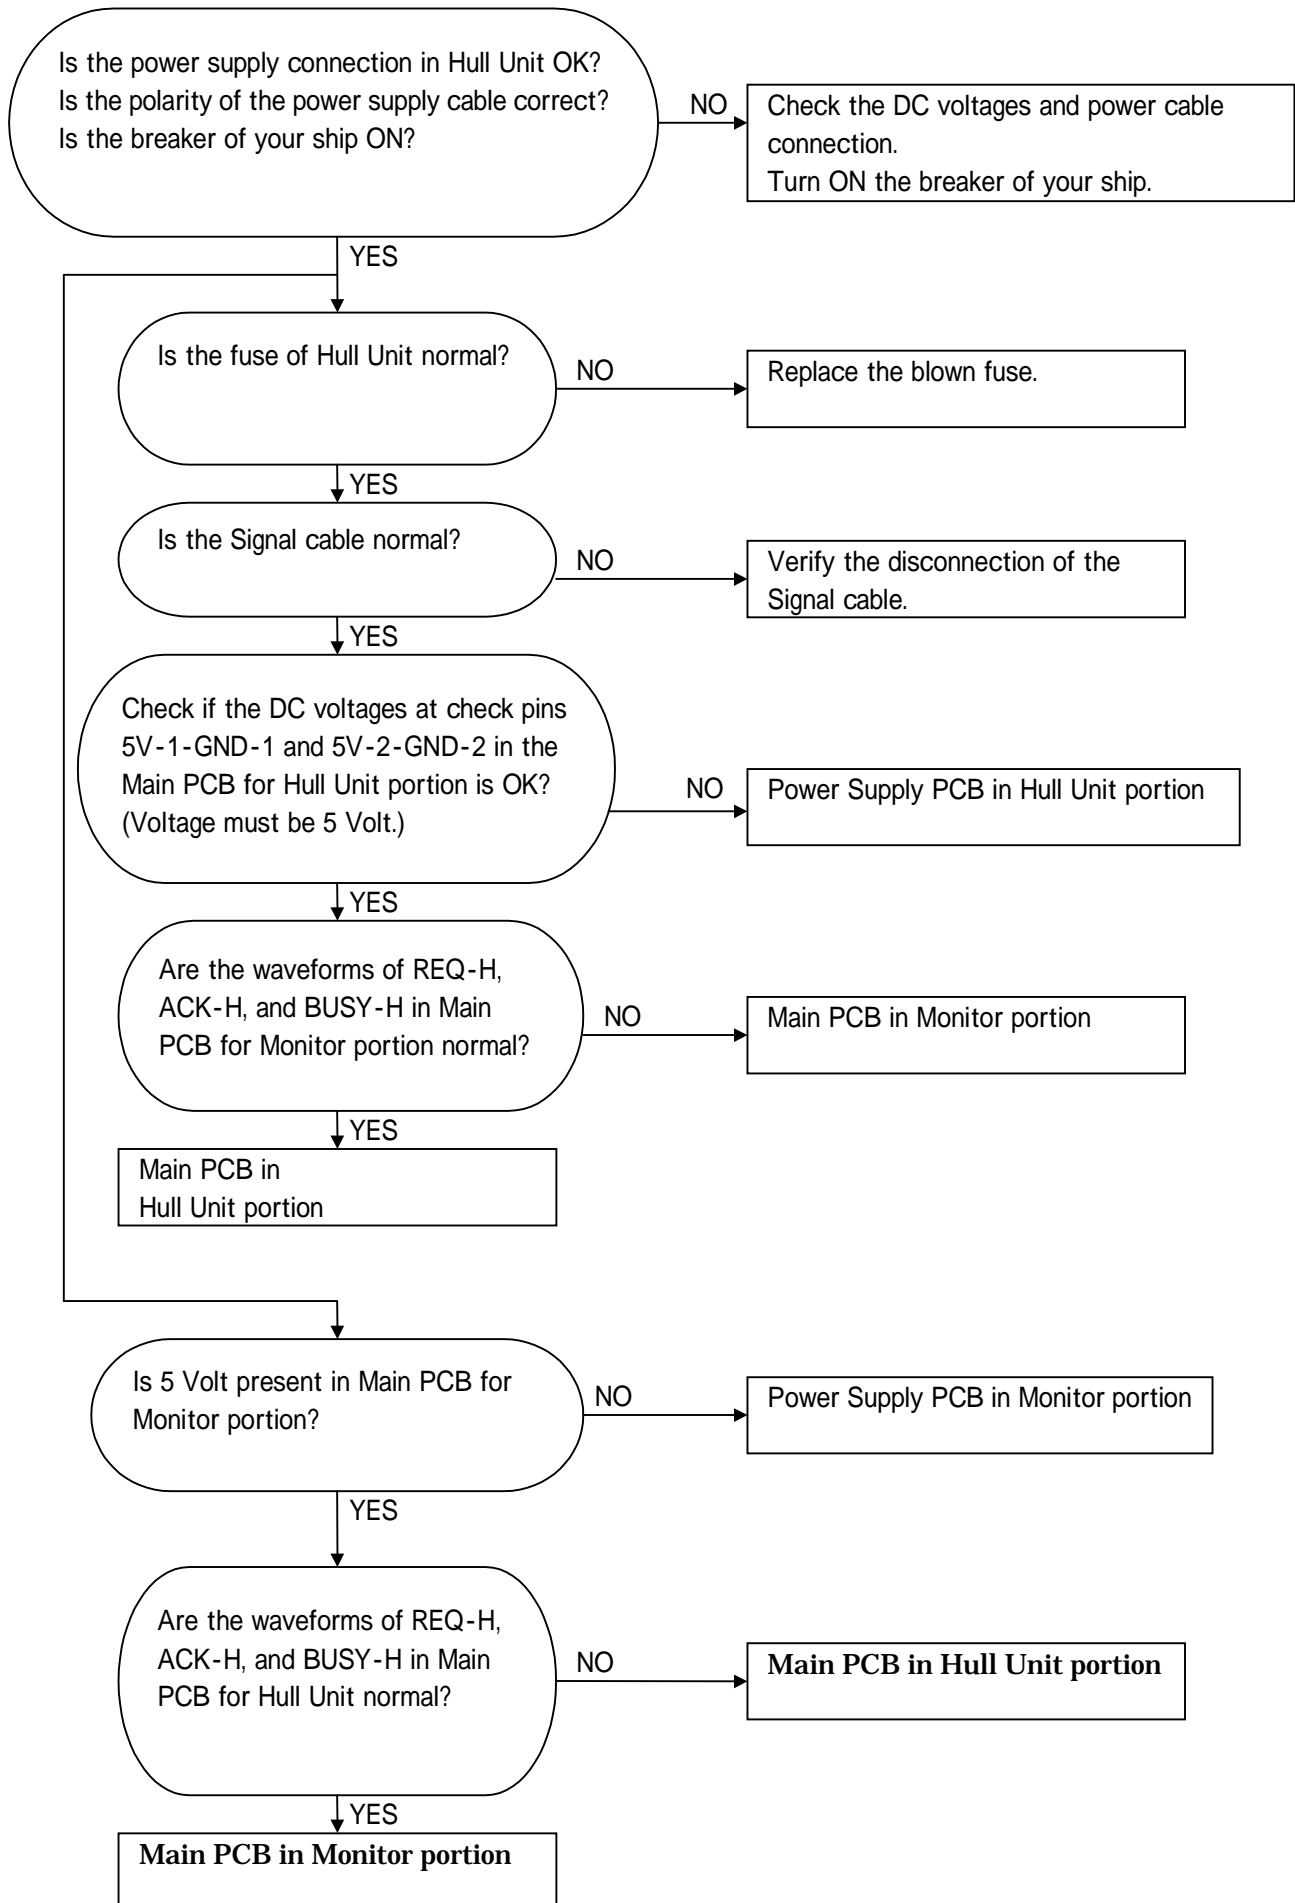 Is the power supply connection in Hull Unit OK?
Is the polarity of the power supply cable correct?
Is the breaker of your ship ON?
NO
Check the DC voltages and power cable
connection.
Turn ON the breaker of your ship.
YES
Is the fuse of Hull Unit normal?
NO
Replace the blown fuse.
YES
Is the Signal cable normal?
NO
Verify the disconnection of the
Signal cable.
YES
Check if the DC voltages at check pins
5V-1-GND-1 and 5V-2-GND-2 in the
Main PCB for Hull Unit portion is OK?
(Voltage must be 5 Volt.)
NO
Power Supply PCB in Hull Unit portion
YES
Are the waveforms of REQ-H,
ACK-H, and BUSY-H in Main
PCB for Monitor portion normal?
NO
Main PCB in Monitor portion
YES
Main PCB in
Hull Unit portion
Is 5 Volt present in Main PCB for
Monitor portion?
NO
Power Supply PCB in Monitor portion
YES
Are the waveforms of REQ-H,
ACK-H, and BUSY-H in Main
PCB for Hull Unit normal?
NO
Main PCB in Hull Unit portion
YES
Main PCB in Monitor portion